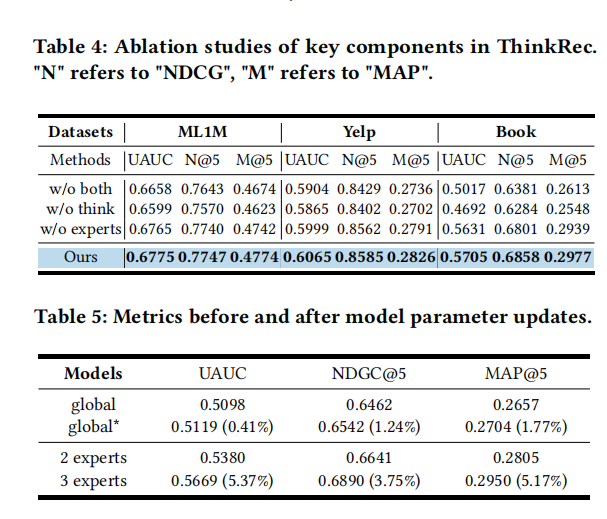 Table 4: Ablation studies of key components in ThinkRec.
"N" refers to "NDCG", "M" refers to "MAP".
Datasets ML1M Yelp Book
Methods UAUC N@5 M@5 UAUC N@5 M@5 UAUC N@5 M@5
w/o both 0.6658 0.7643 0.4674 0.5904 0.8429 0.2736 0.5017 0.6381 0.2613
w/o think 0.6599 0.7570 0.4623 0.5865 0.8402 0.2702 0.4692 0.6284 0.2548
w/o experts 0.6765 0.7740 0.4742 0.5999 0.8562 0.2791 0.5631 0.6801 0.2939
Ours 0.6775 0.7747 0.4774 0.6065 0.8585 0.2826 0.5705 0.6858 0.2977
Table 5: Metrics before and after model parameter updates.
Models UAUC NDGC@5 MAP@5
global 0.5098 0.6462 0.2657
global* 0.5119 (0.41%) 0.6542 (1.24%) 0.2704 (1.77%)
2 experts 0.5380 0.6641 0.2805
3 experts 0.5669 (5.37%) 0.6890 (3.75%) 0.2950 (5.17%)